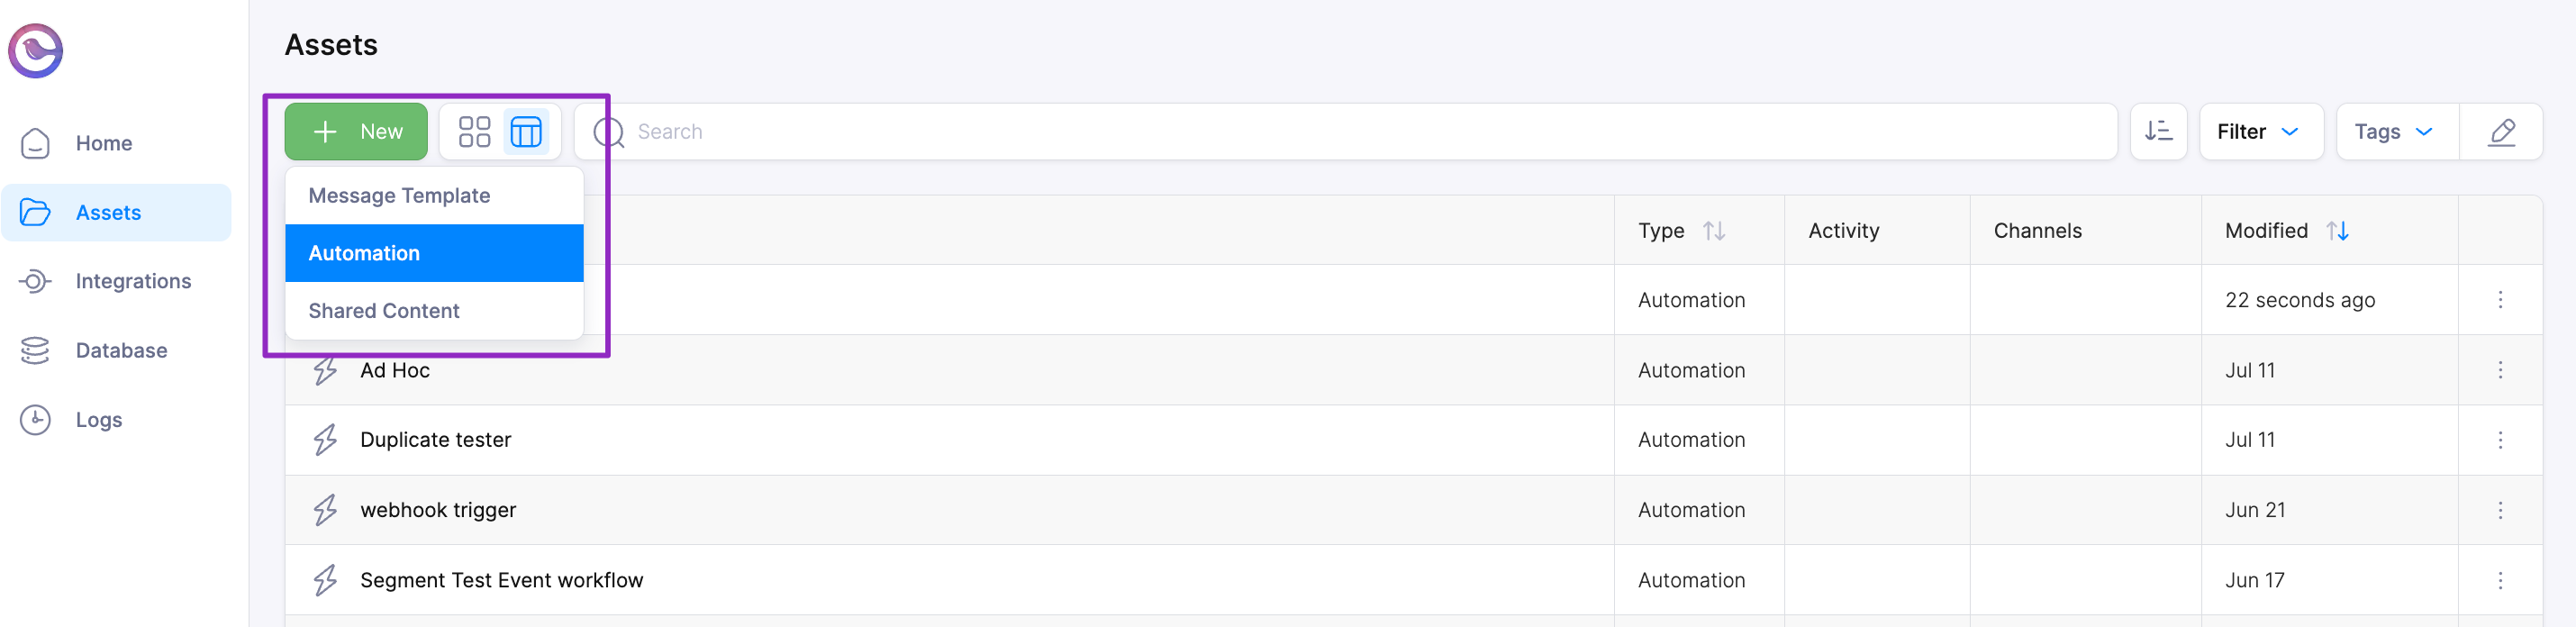 Assets
Home
Assets
Integrations
Database
Logs
New
Search
Filter
Tags
Message Template
Automation
Shared Content
Type Activity Channels Modified
Automation 22 seconds ago
Ad Hoc Automation Jul 11
Duplicate tester Automation Jul 11
webhook trigger Automation Jun 21
Segment Test Event workflow Automation Jun 17